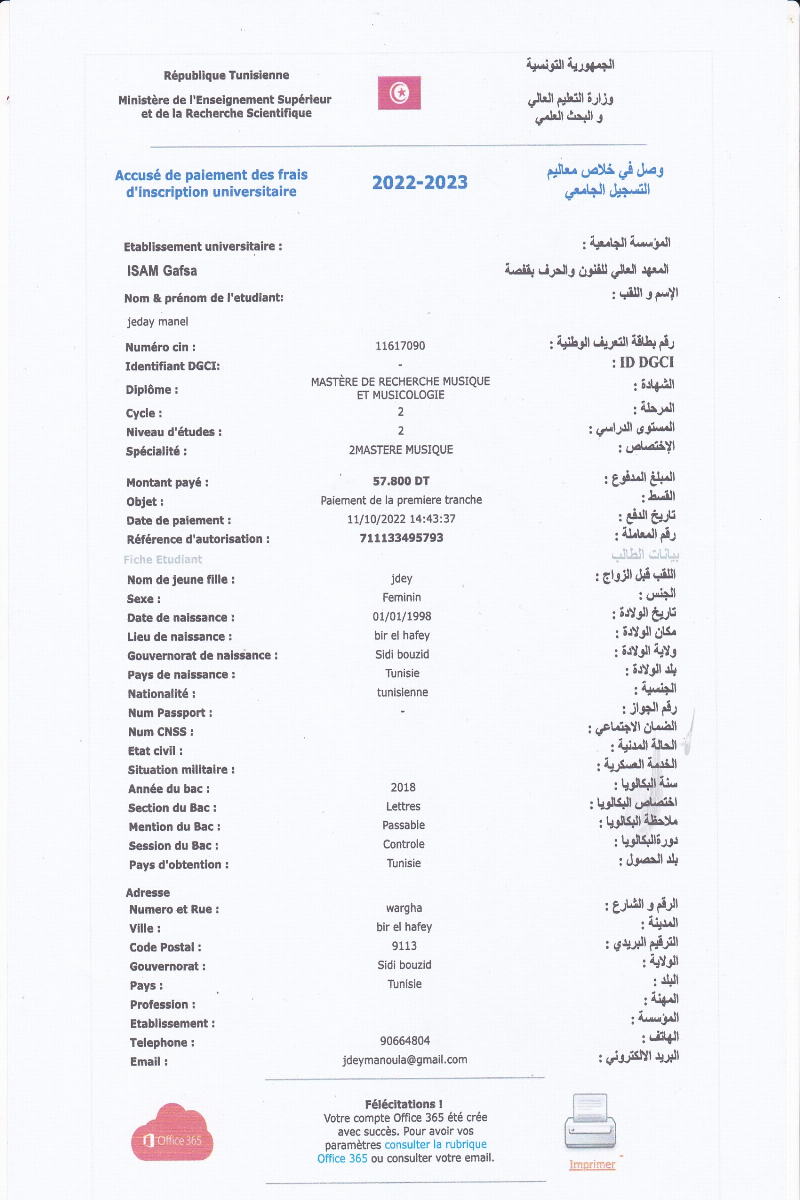 République Tunisienne
الجمهورية التونسية
Ministère de l'Enseignement Supérieur
et de la Recherche Scientifique
وزارة التعليم العالي
و البحث العلمي
Accusé de paiement des frais
d'inscription universitaire
2022-2023
وصل في خلاص معاليم
التسجيل الجامعي
Etablissement universitaire :
المؤسسة الجامعية :
ISAM Gafsa
المعهد العالي للفنون والحرف بقفصة
Nom & prénom de l'etudiant:
الإسم و اللقب :
jeday manel
Numéro cin : 11617090 رقم بطاقة التعريف الوطنية :
Identifiant DGCI: - ID DGCI :
Diplôme : MASTÈRE DE RECHERCHE MUSIQUE
ET MUSICOLOGIE الشهادة :
Cycle : 2 المرحلة :
Niveau d'études : 2 المستوى الدراسي :
Spécialité : 2MASTERE MUSIQUE الإختصاص :
Montant payé : 57.800 DT المبلغ المدفوع :
Objet : Paiement de la premiere tranche القسط :
Date de paiement : 11/10/2022 14:43:37 تاريخ الدفع :
Référence d'autorisation : 711133495793 رقم المعاملة :
Fiche Etudiant بيانات الطالب
Nom de jeune fille : jdey اللقب قبل الزواج :
Sexe : Feminin الجنس :
Date de naissance : 01/01/1998 تاريخ الولادة :
Lieu de naissance : bir el hafey مكان الولادة :
Gouvernorat de naissance : Sidi bouzid ولاية الولادة :
Pays de naissance : Tunisie بلد الولادة :
Nationalité : tunisienne الجنسية :
Num Passport : - رقم الجواز :
Num CNSS : الضمان الاجتماعي :
Etat civil : الحالة المدنية :
Situation militaire : الخدمة العسكرية :
Année du bac : 2018 سنة البكالوريا :
Section du Bac : Lettres اختصاص البكالوريا :
Mention du Bac : Passable ملاحظة البكالوريا :
Session du Bac : Controle دورة البكالوريا :
Pays d'obtention : Tunisie بلد الحصول :
Adresse
Numero et Rue : wargha الرقم و الشارع :
Ville : bir el hafey المدينة :
Code Postal : 9113 الترقيم البريدي :
Gouvernorat : Sidi bouzid الولاية :
Pays : Tunisie البلد :
Profession : المهنة :
Etablissement : المؤسسة :
Telephone : 90664804 الهاتف :
Email : jdeymanoula@gmail.com البريد الالكتروني :
Office 365
Félécitations !
Votre compte Office 365 été crée
avec succès. Pour avoir vos
paramètres consulter la rubrique
Office 365 ou consulter votre email.
Imprimer